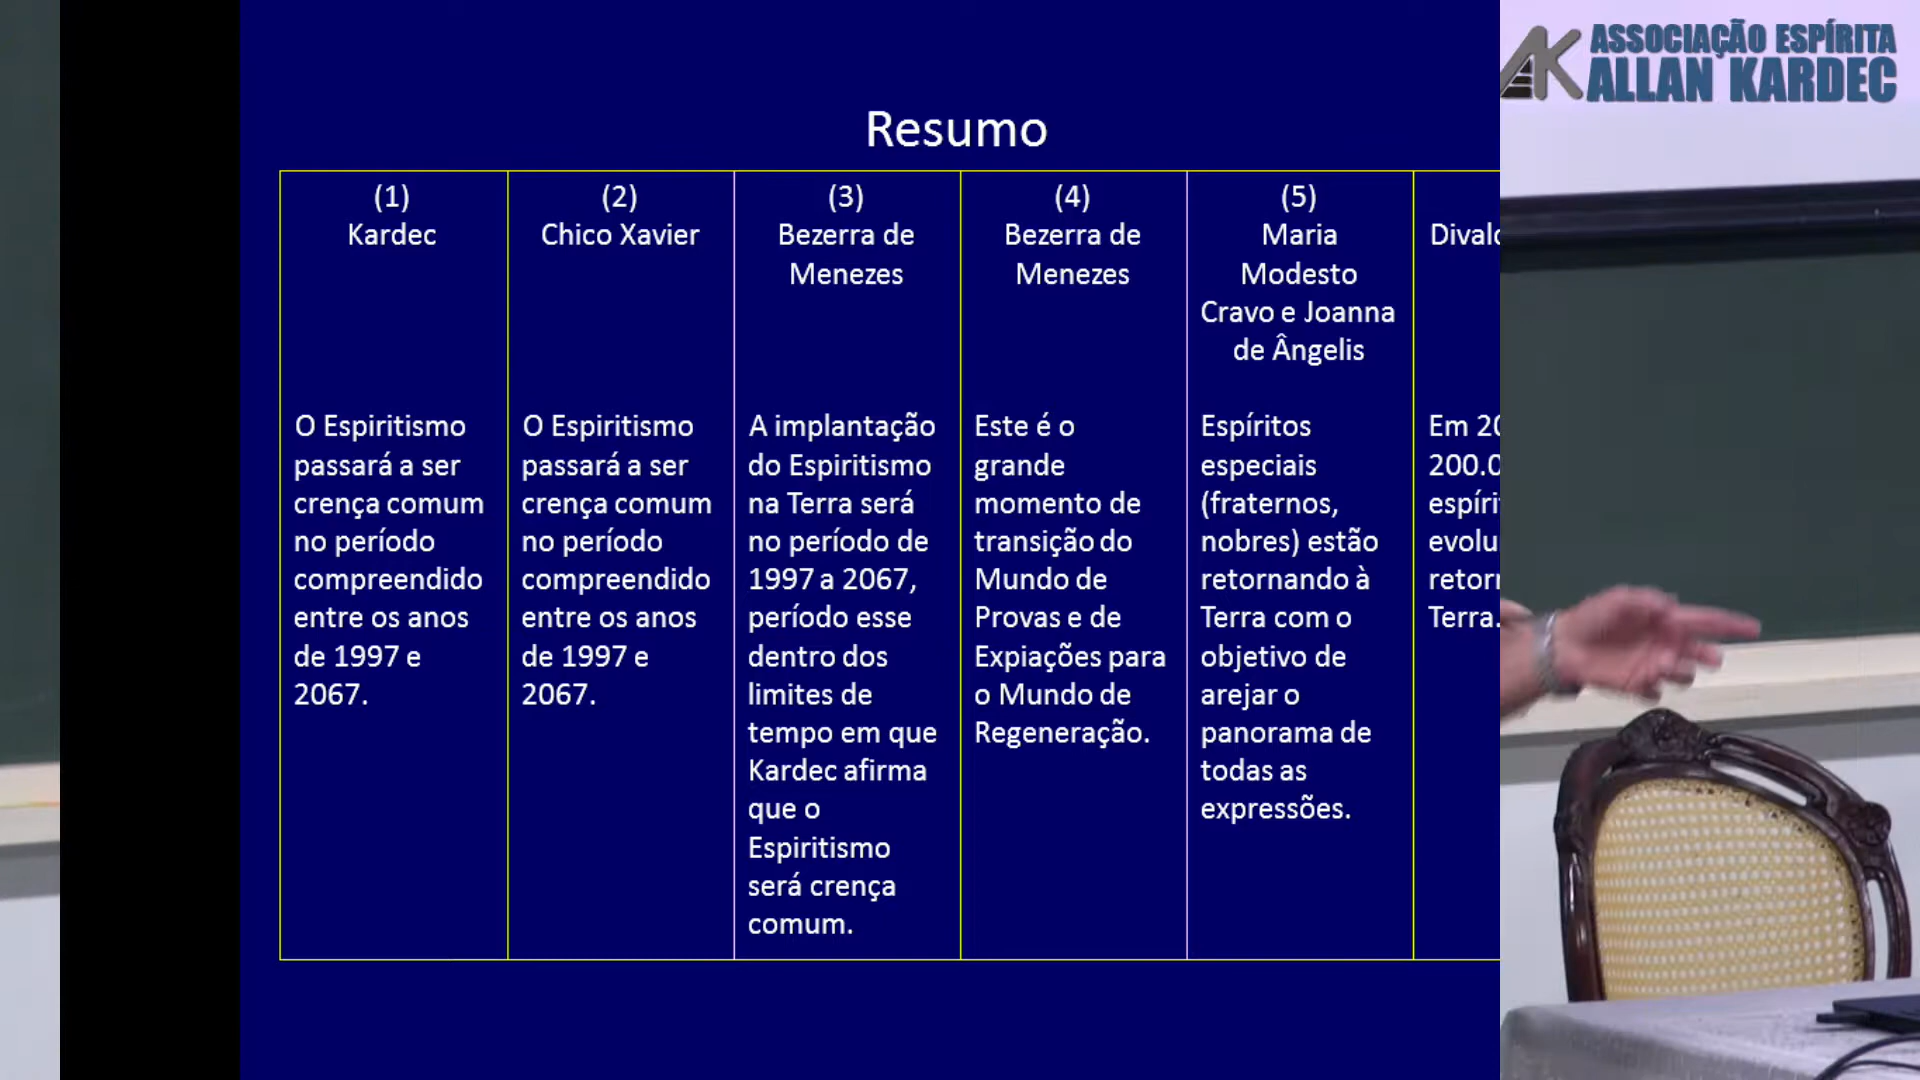 ASSOCIAÇÃO ESPÍRITA
ALLAN KARDEC
Resumo
(1)
Kardec
O Espiritismo
passará a ser
crença comum
no período
compreendido
entre os anos
de 1997 e
2067.
(2)
Chico Xavier
O Espiritismo
passará a ser
crença comum
no período
compreendido
entre os anos
de 1997 e
2067.
(3)
Bezerra de
Menezes
A implantação
do Espiritismo
na Terra será
no período de
1997 a 2067,
período esse
dentro dos
limites de
tempo em que
Kardec afirma
que o
Espiritismo
será crença
comum.
(4)
Bezerra de
Menezes
Este é o
grande
momento de
transição do
Mundo de
Provas e de
Expiações para
o Mundo de
Regeneração.
(5)
Maria
Modesto
Cravo e Joanna
de Ângelis
Espíritos
especiais
(fraternos,
nobres) estão
retornando à
Terra com o
objetivo de
arejar o
panorama de
todas as
expressões.
Em
Terra.